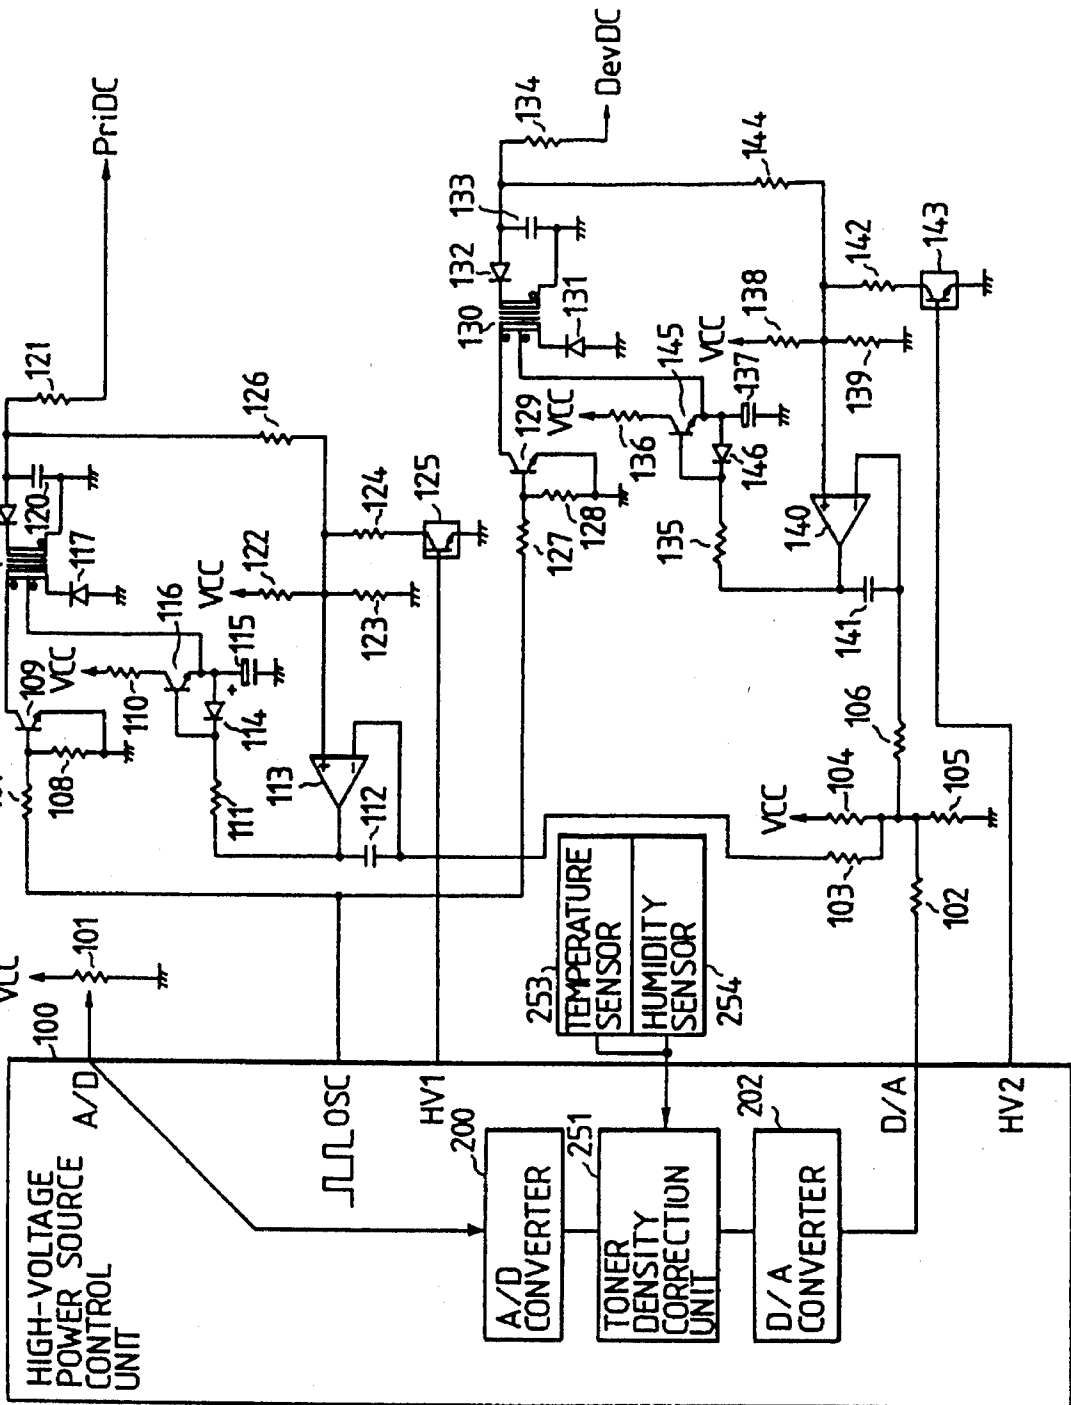 HIGH-VOLTAGE
POWER SOURCE
CONTROL
UNIT
A/D
100
VCC
101
OSC
HV1
200
A/D
CONVERTER
251
TONER
DENSITY
CORRECTION
UNIT
202
D/A
CONVERTER
D/A
HV2
253
TEMPERATURE
SENSOR
HUMIDITY
SENSOR
254
108
109
VCC
110
116
115
+
114
111
113
+
−
112
117
120
121
PriDC
126
VCC
122
123
124
125
127
128
129
130
131
132
133
134
DevDC
VCC
136
145
137
146
135
144
VCC
138
139
142
143
140
+
−
141
106
VCC
104
105
103
102